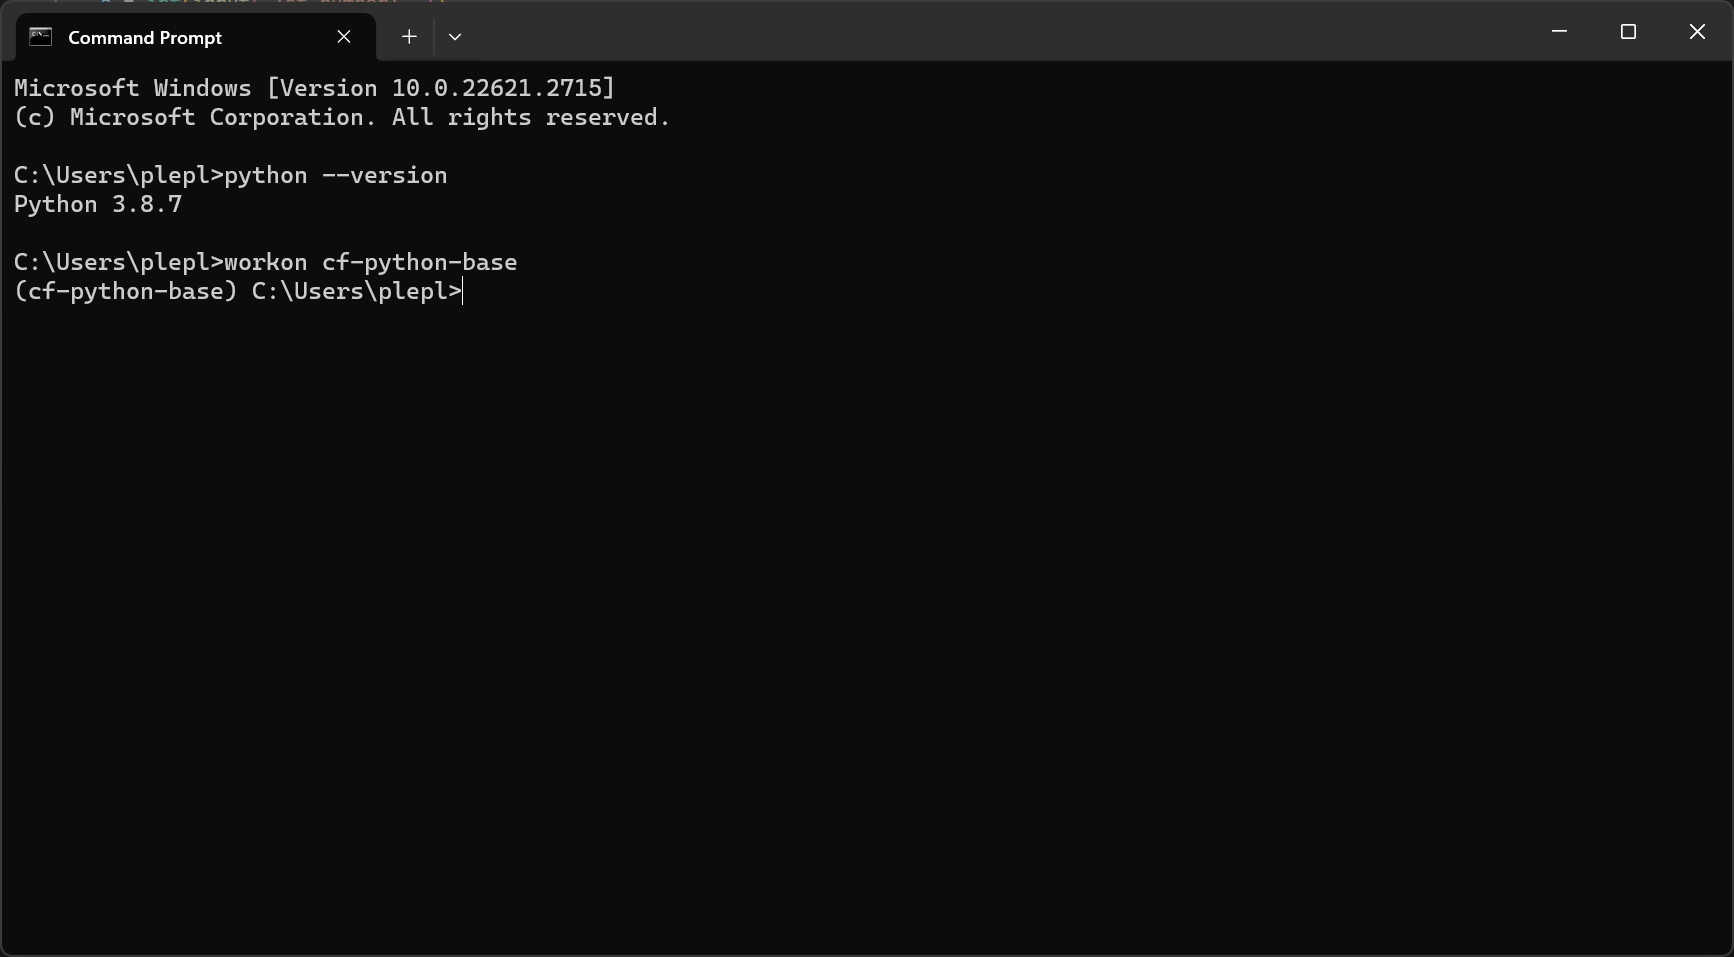 Command Prompt
Microsoft Windows [Version 10.0.22621.2715]
(c) Microsoft Corporation. All rights reserved.
C:\Users\plepl>python --version
Python 3.8.7
C:\Users\plepl>workon cf-python-base
(cf-python-base) C:\Users\plepl>